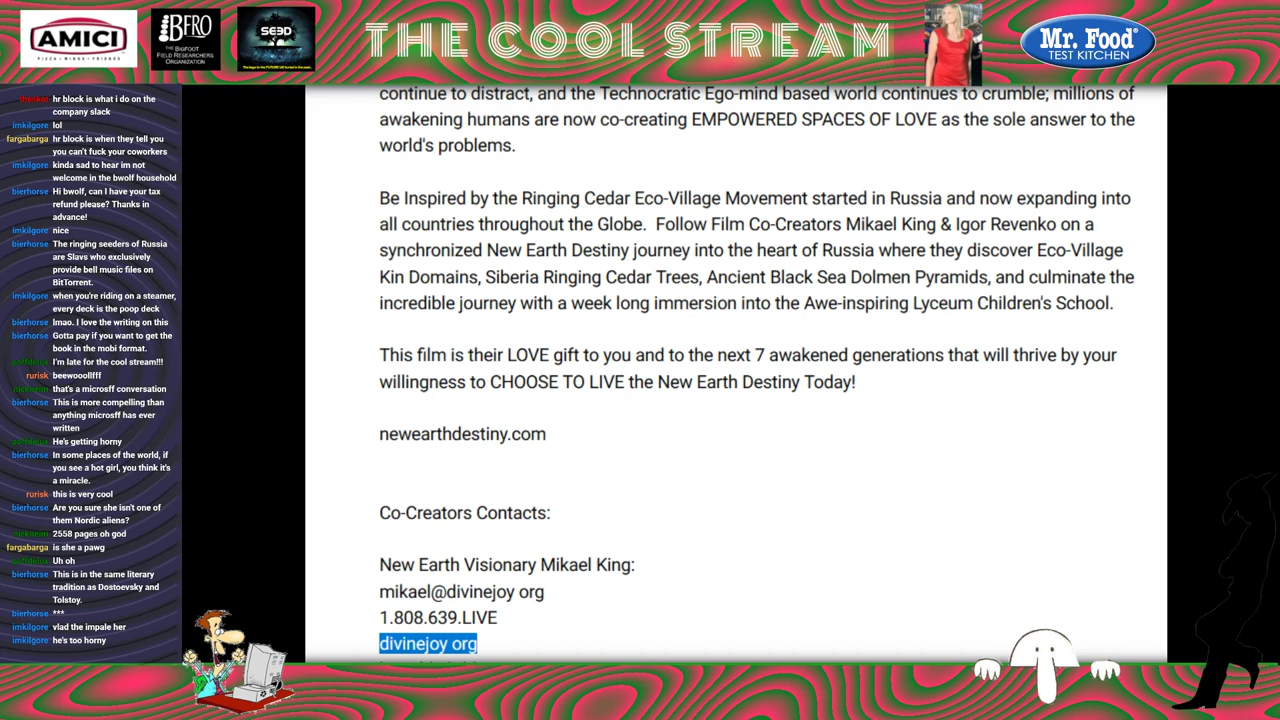 AMICI
PIZZA • WINGS • FRIENDS
BFRO
THE BIGFOOT
FIELD RESEARCHERS
ORGANIZATION
SEED
THE COOL STREAM
Mr. Food
TEST KITCHEN
hr block is what i do on the
company slack
imkilgore lol
fargabarga hr block is when they tell you
you can't fuck your coworkers
imkilgore kinda sad to hear im not
welcome in the bwolf household
bierhorse Hi bwolf, can I have your tax
refund please? Thanks in
advance!
imkilgore nice
bierhorse The ringing seeders of Russia
are Slavs who exclusively
provide bell music files on
BitTorrent.
imkilgore when you're riding on a steamer,
every deck is the poop deck
bierhorse lmao. I love the writing on this
bierhorse Gotta pay if you want to get the
book in the mobi format.
I'm late for the cool stream!!!
rurisk beewooollfff
that's a microsff conversation
bierhorse This is more compelling than
anything microsff has ever
written
He's getting horny
bierhorse In some places of the world, if
you see a hot girl, you think it's
a miracle.
rurisk this is very cool
bierhorse Are you sure she isn't one of
them Nordic aliens?
2558 pages oh god
fargabarga is she a pawg
Uh oh
bierhorse This is in the same literary
tradition as Dostoevsky and
Tolstoy.
bierhorse ***
imkilgore vlad the impale her
imkilgore he's too horny
continue to distract, and the Technocratic Ego-mind based world continues to crumble; millions of
awakening humans are now co-creating EMPOWERED SPACES OF LOVE as the sole answer to the
world's problems.
Be Inspired by the Ringing Cedar Eco-Village Movement started in Russia and now expanding into
all countries throughout the Globe. Follow Film Co-Creators Mikael King & Igor Revenko on a
synchronized New Earth Destiny journey into the heart of Russia where they discover Eco-Village
Kin Domains, Siberia Ringing Cedar Trees, Ancient Black Sea Dolmen Pyramids, and culminate the
incredible journey with a week long immersion into the Awe-inspiring Lyceum Children's School.
This film is their LOVE gift to you and to the next 7 awakened generations that will thrive by your
willingness to CHOOSE TO LIVE the New Earth Destiny Today!
newearthdestiny.com
Co-Creators Contacts:
New Earth Visionary Mikael King:
mikael@divinejoy org
1.808.639.LIVE
divinejoy org